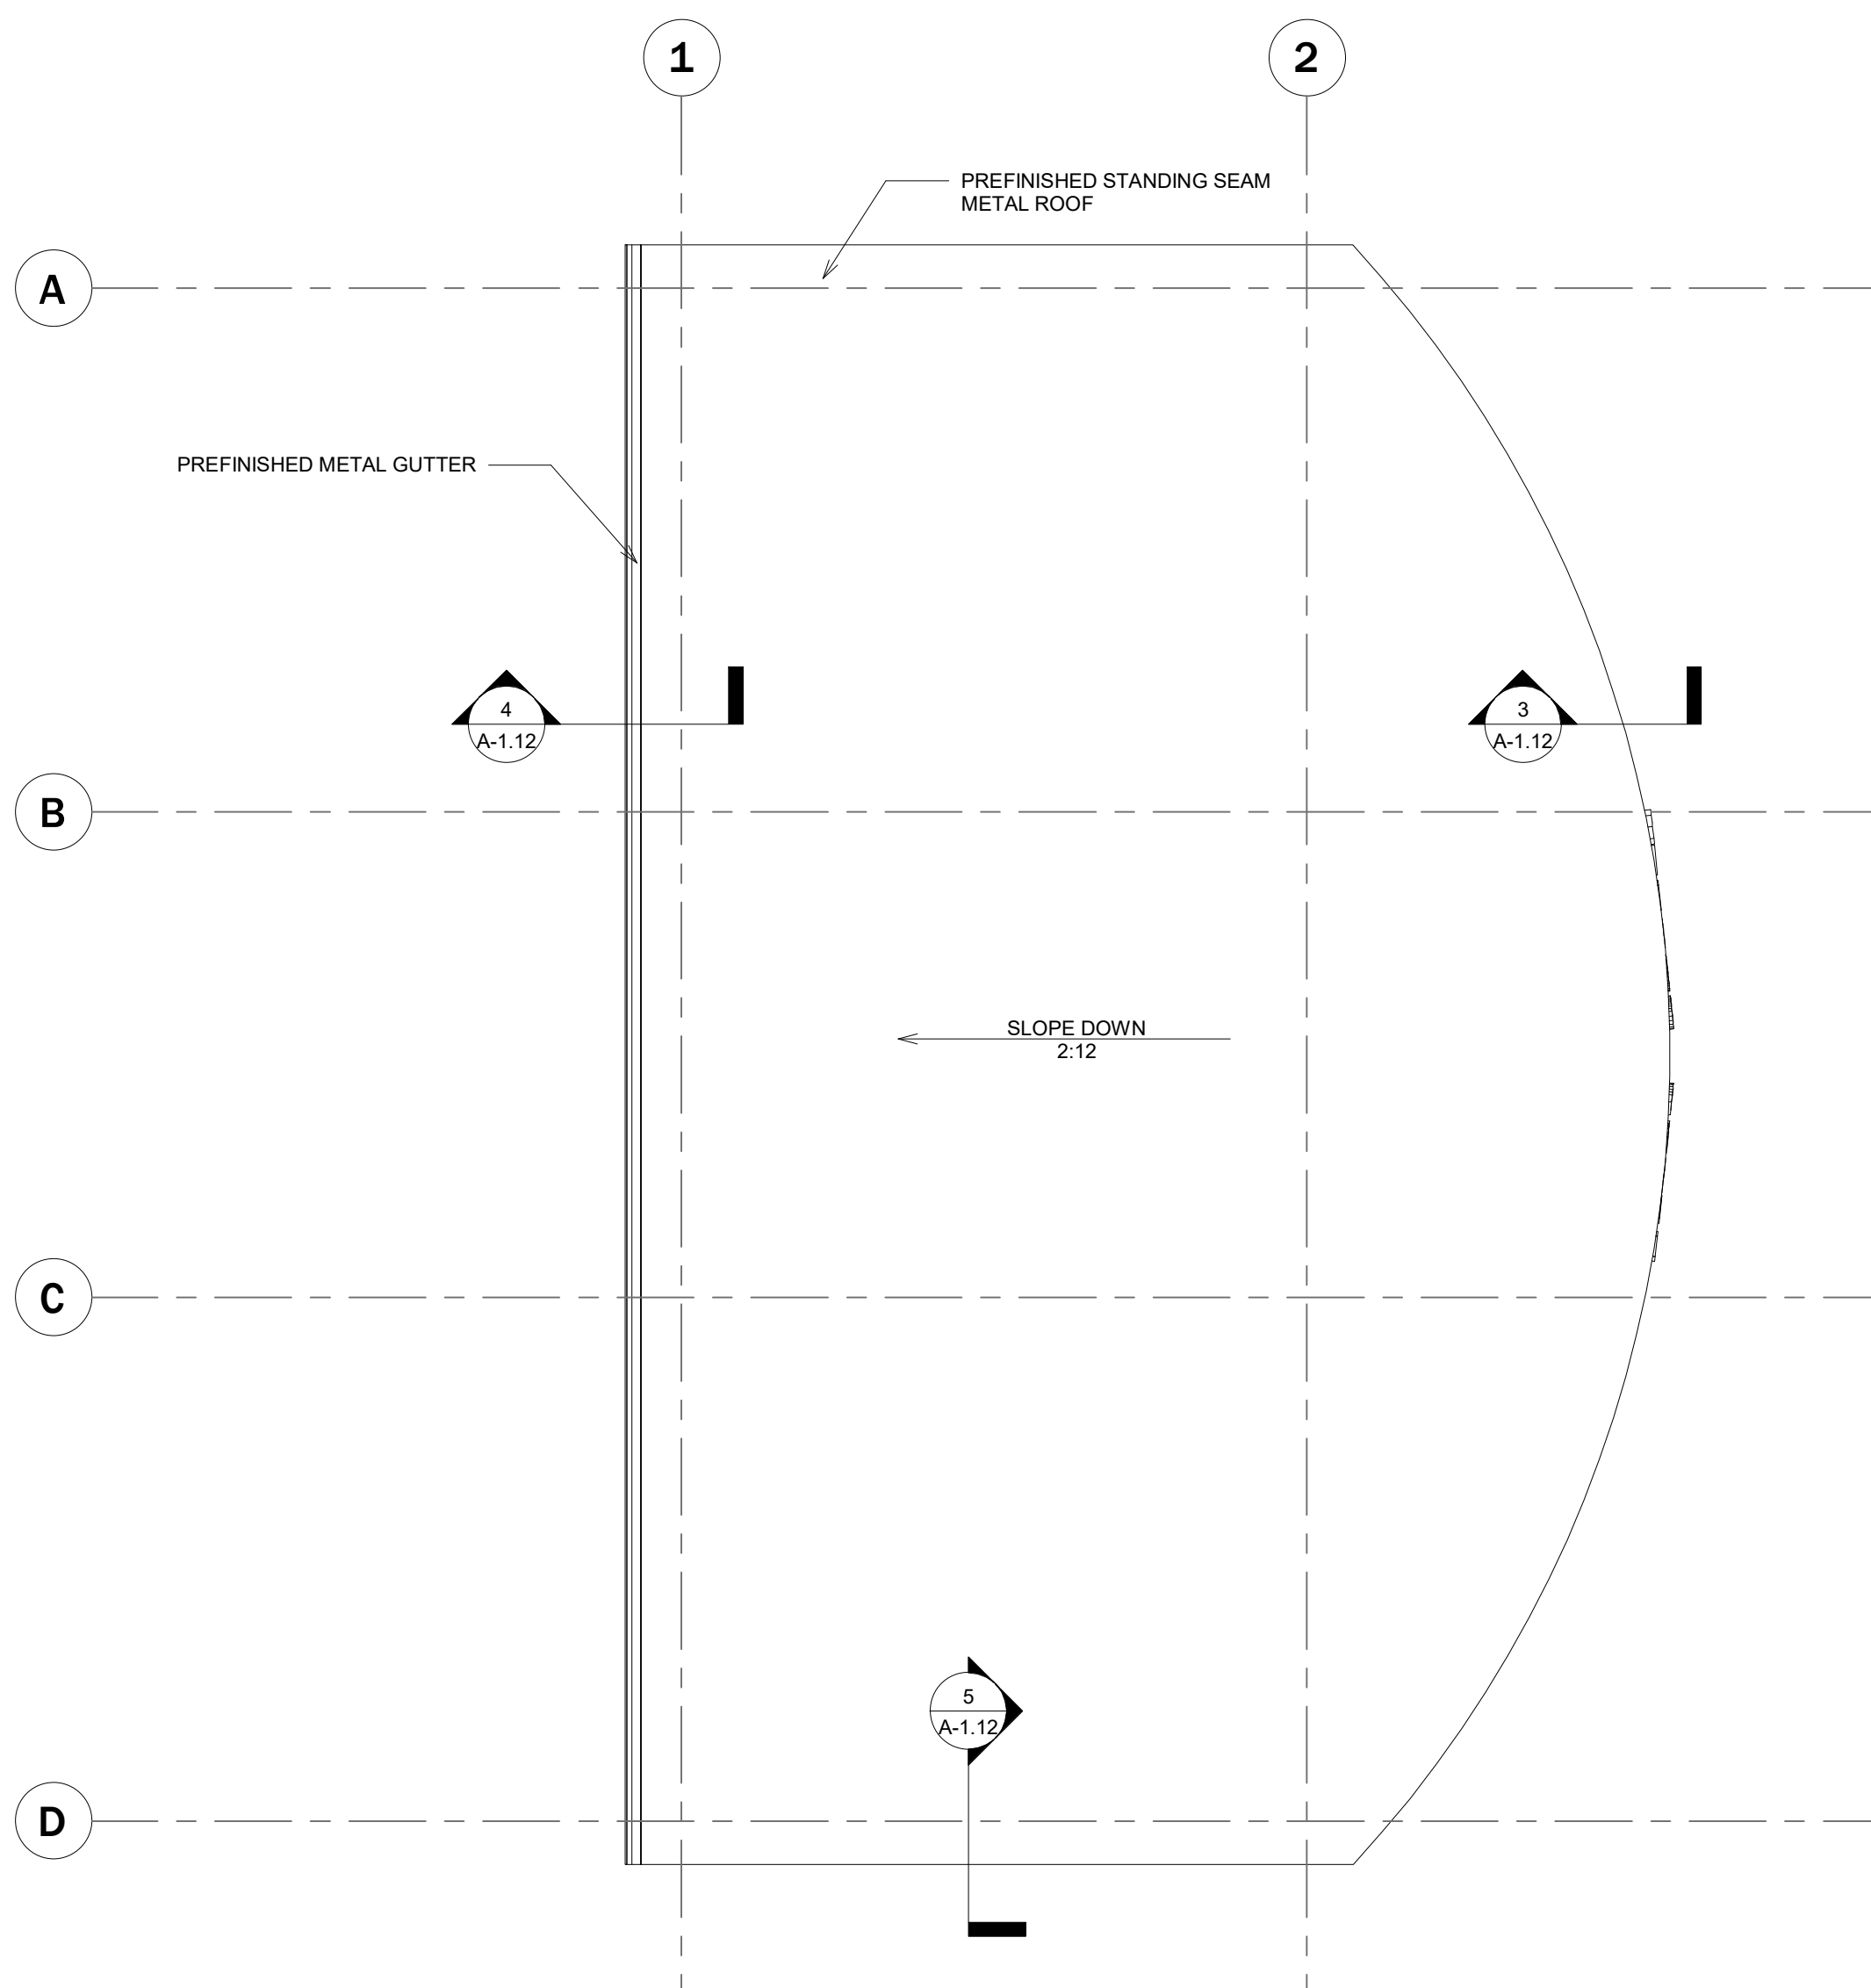 1
2
PREFINISHED STANDING SEAM
METAL ROOF
A
PREFINISHED METAL GUTTER
4
A-1.12
3
A-1.12
B
SLOPE DOWN
2:12
C
5
A-1.12
D